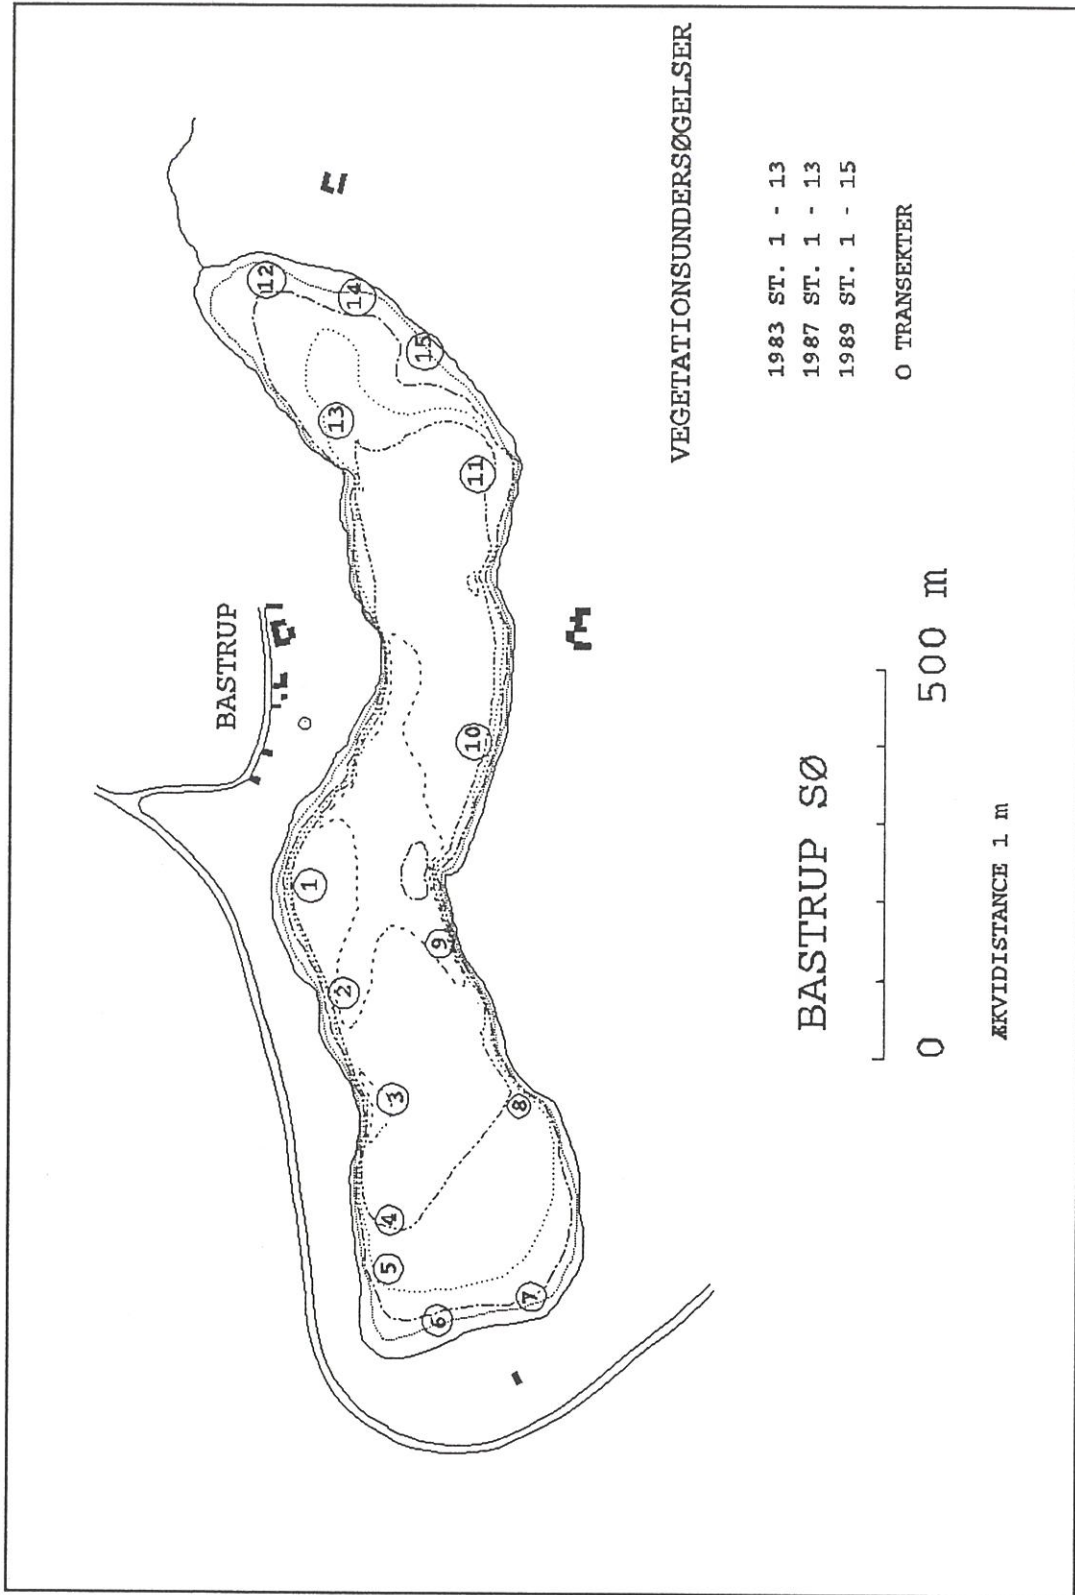 BASTRUP
1
2
3
4
5
6
7
8
9
10
11
12
13
14
15
VEGETATIONSUNDERSØGELSER
1983 ST. 1 - 13
1987 ST. 1 - 13
1989 ST. 1 - 15
O TRANSEKTER
BASTRUP SØ
0 500 m
ÆKVIDISTANCE 1 m